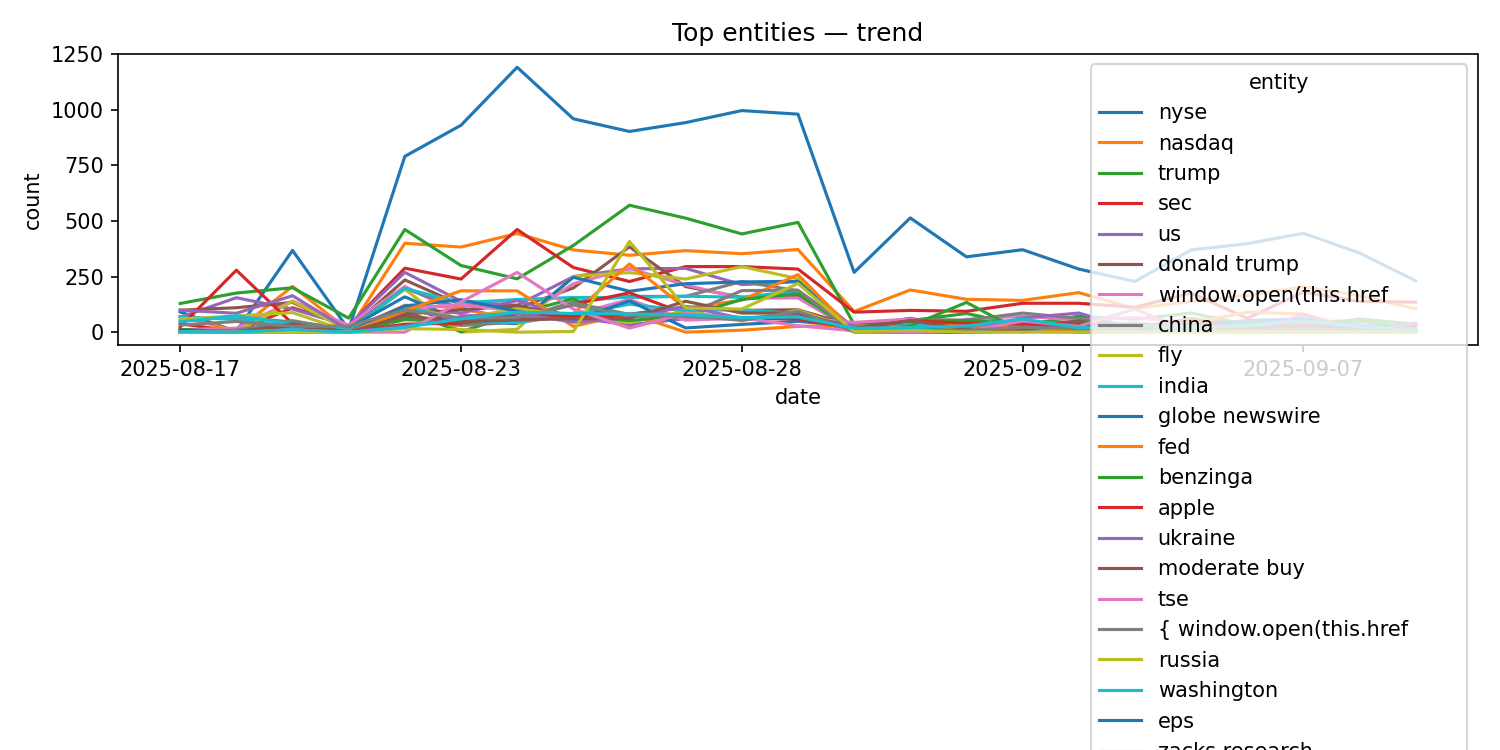 Top entities — trend
1250
1000
750
500
250
0
count
2025-08-17
2025-08-23
2025-08-28
2025-09-02
2025-09-07
date
entity
nyse
nasdaq
trump
sec
us
donald trump
window.open(this.href
china
fly
india
globe newswire
fed
benzinga
apple
ukraine
moderate buy
tse
{ window.open(this.href
russia
washington
eps
zacks research